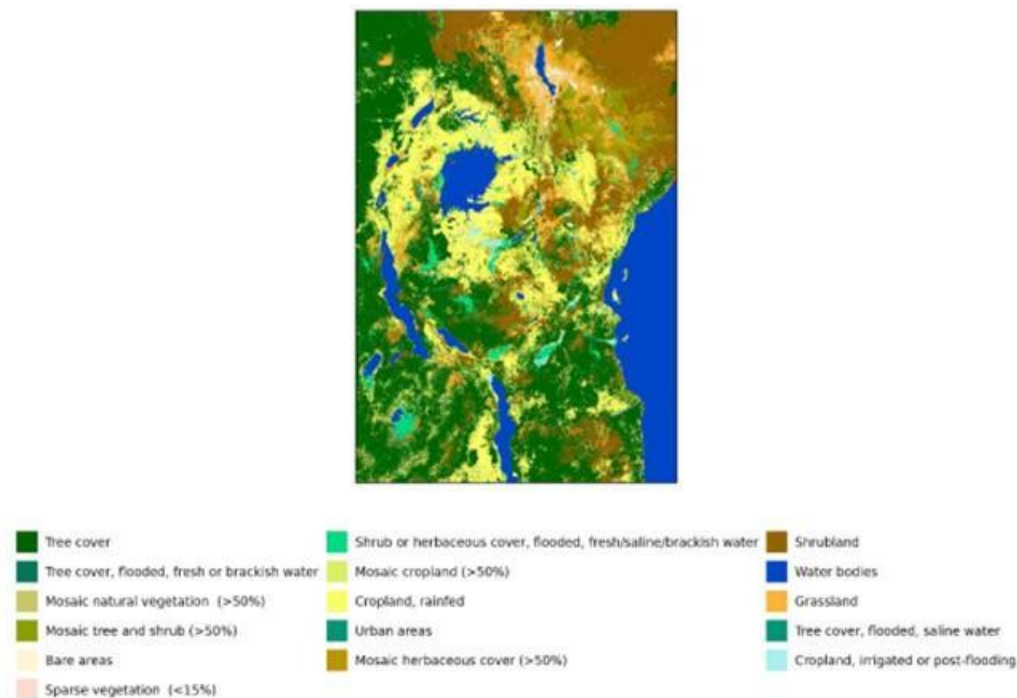 Tree cover
Tree cover, flooded, fresh or brackish water
Mosaic natural vegetation (>50%)
Mosaic tree and shrub (>50%)
Bare areas
Sparse vegetation (<15%)
Shrub or herbaceous cover, flooded, fresh/saline/brackish water
Mosaic cropland (>50%)
Cropland, rainfed
Urban areas
Mosaic herbaceous cover (>50%)
Shrubland
Water bodies
Grassland
Tree cover, flooded, saline water
Cropland, irrigated or post-flooding